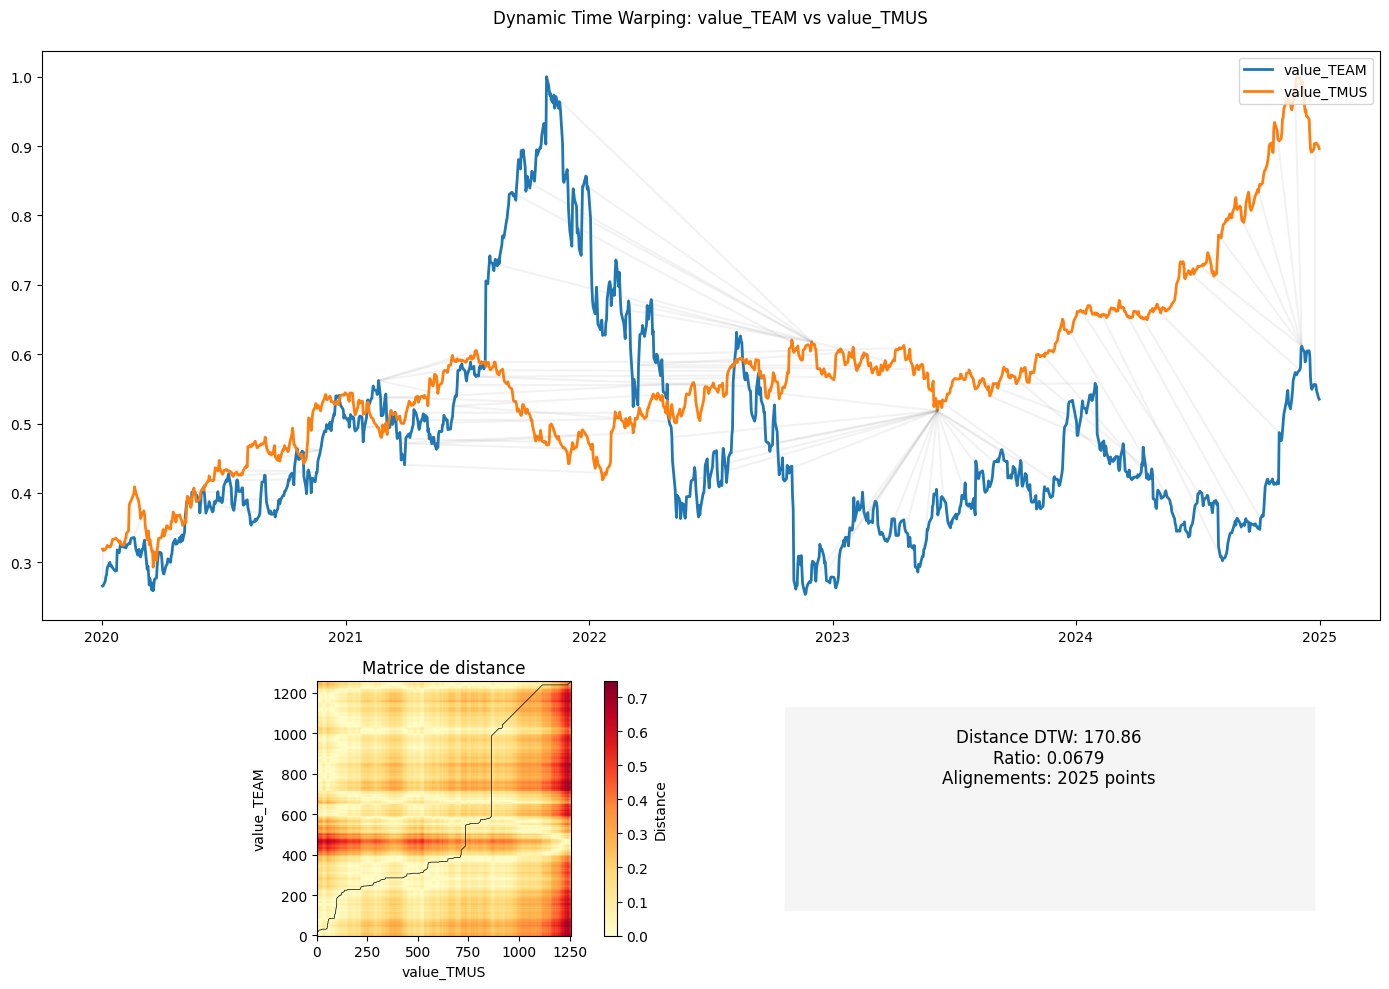 Dynamic Time Warping: value_TEAM vs value_TMUS
value_TEAM
value_TMUS
1.0
0.9
0.8
0.7
0.6
0.5
0.4
0.3
2020 2021 2022 2023 2024 2025
Matrice de distance
value_TEAM
1200
1000
800
600
400
200
0
0 250 500 750 1000 1250
value_TMUS
0.7
0.6
0.5
0.4
0.3
0.2
0.1
0.0
Distance
Distance DTW: 170.86
Ratio: 0.0679
Alignements: 2025 points